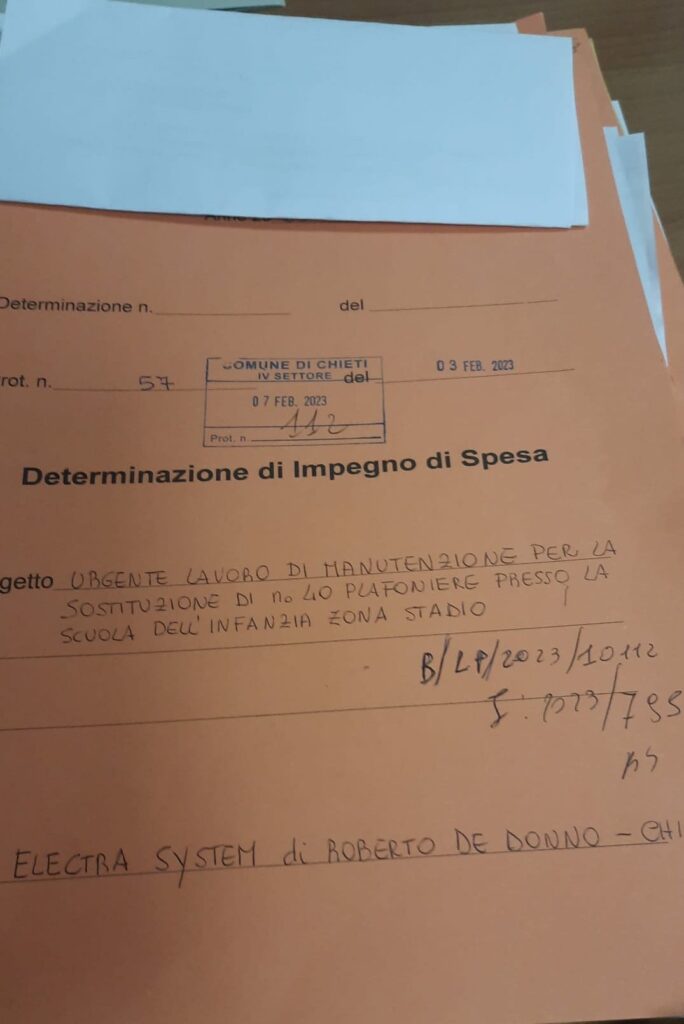 Determinazione n. del
rot. n. 57 del 03 FEB. 2023
COMUNE DI CHIETI
IV SETTORE
07 FEB. 2023
Prot. n. 112
Determinazione di Impegno di Spesa
getto URGENTE LAVORO DI MANUTENZIONE PER LA
SOSTITUZIONE DI no 40 PLAFONIERE PRESSO LA
SCUOLA DELL'INFANZIA ZONA STADIO
B/LP/2023/10112
ELECTRA SYSTEM di ROBERTO DE DONNO - CHI